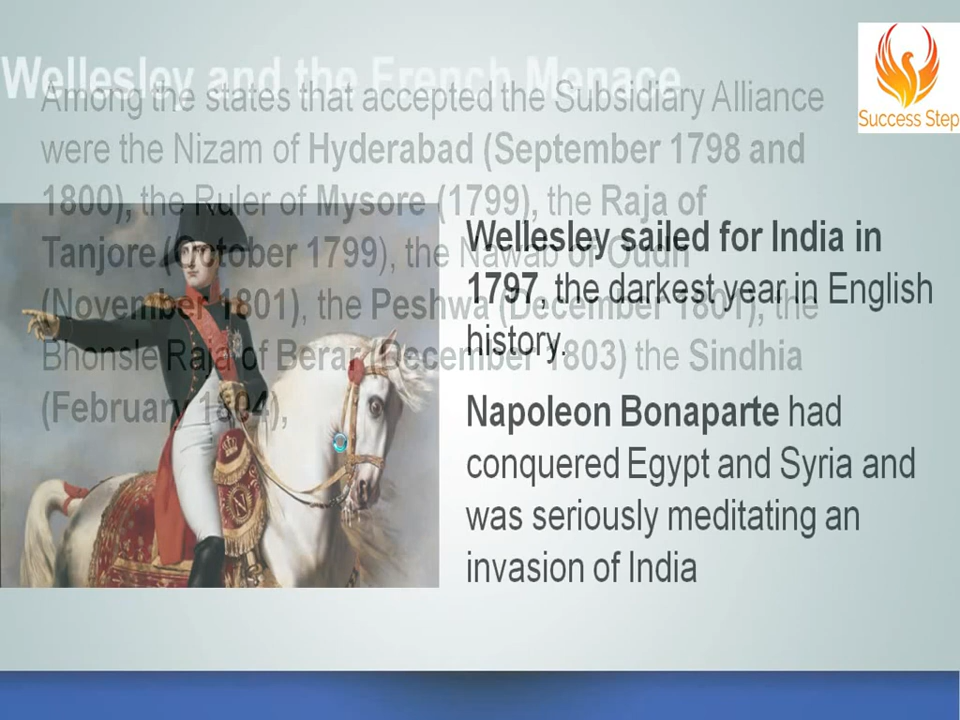 Wellesley and the French Menace
Success Step
Among the states that accepted the Subsidiary Alliance
were the Nizam of Hyderabad (September 1798 and
1800), the Ruler of Mysore (1799), the Raja of
Tanjore (October 1799), the Nawab of Oudh
(November 1801), the Peshwa (December 1801), the
Bhonsle Raja of Berar (December 1803) the Sindhia
(February 1804),
Wellesley sailed for India in
1797, the darkest year in English
history.
Napoleon Bonaparte had
conquered Egypt and Syria and
was seriously meditating an
invasion of India
N